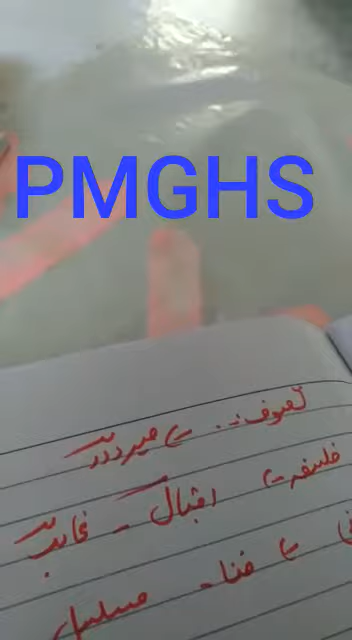 PMGHS
تصوف:۔ میر درد
فلسفہ اقبال ۔ غالب
فنا ۔ مسلسل